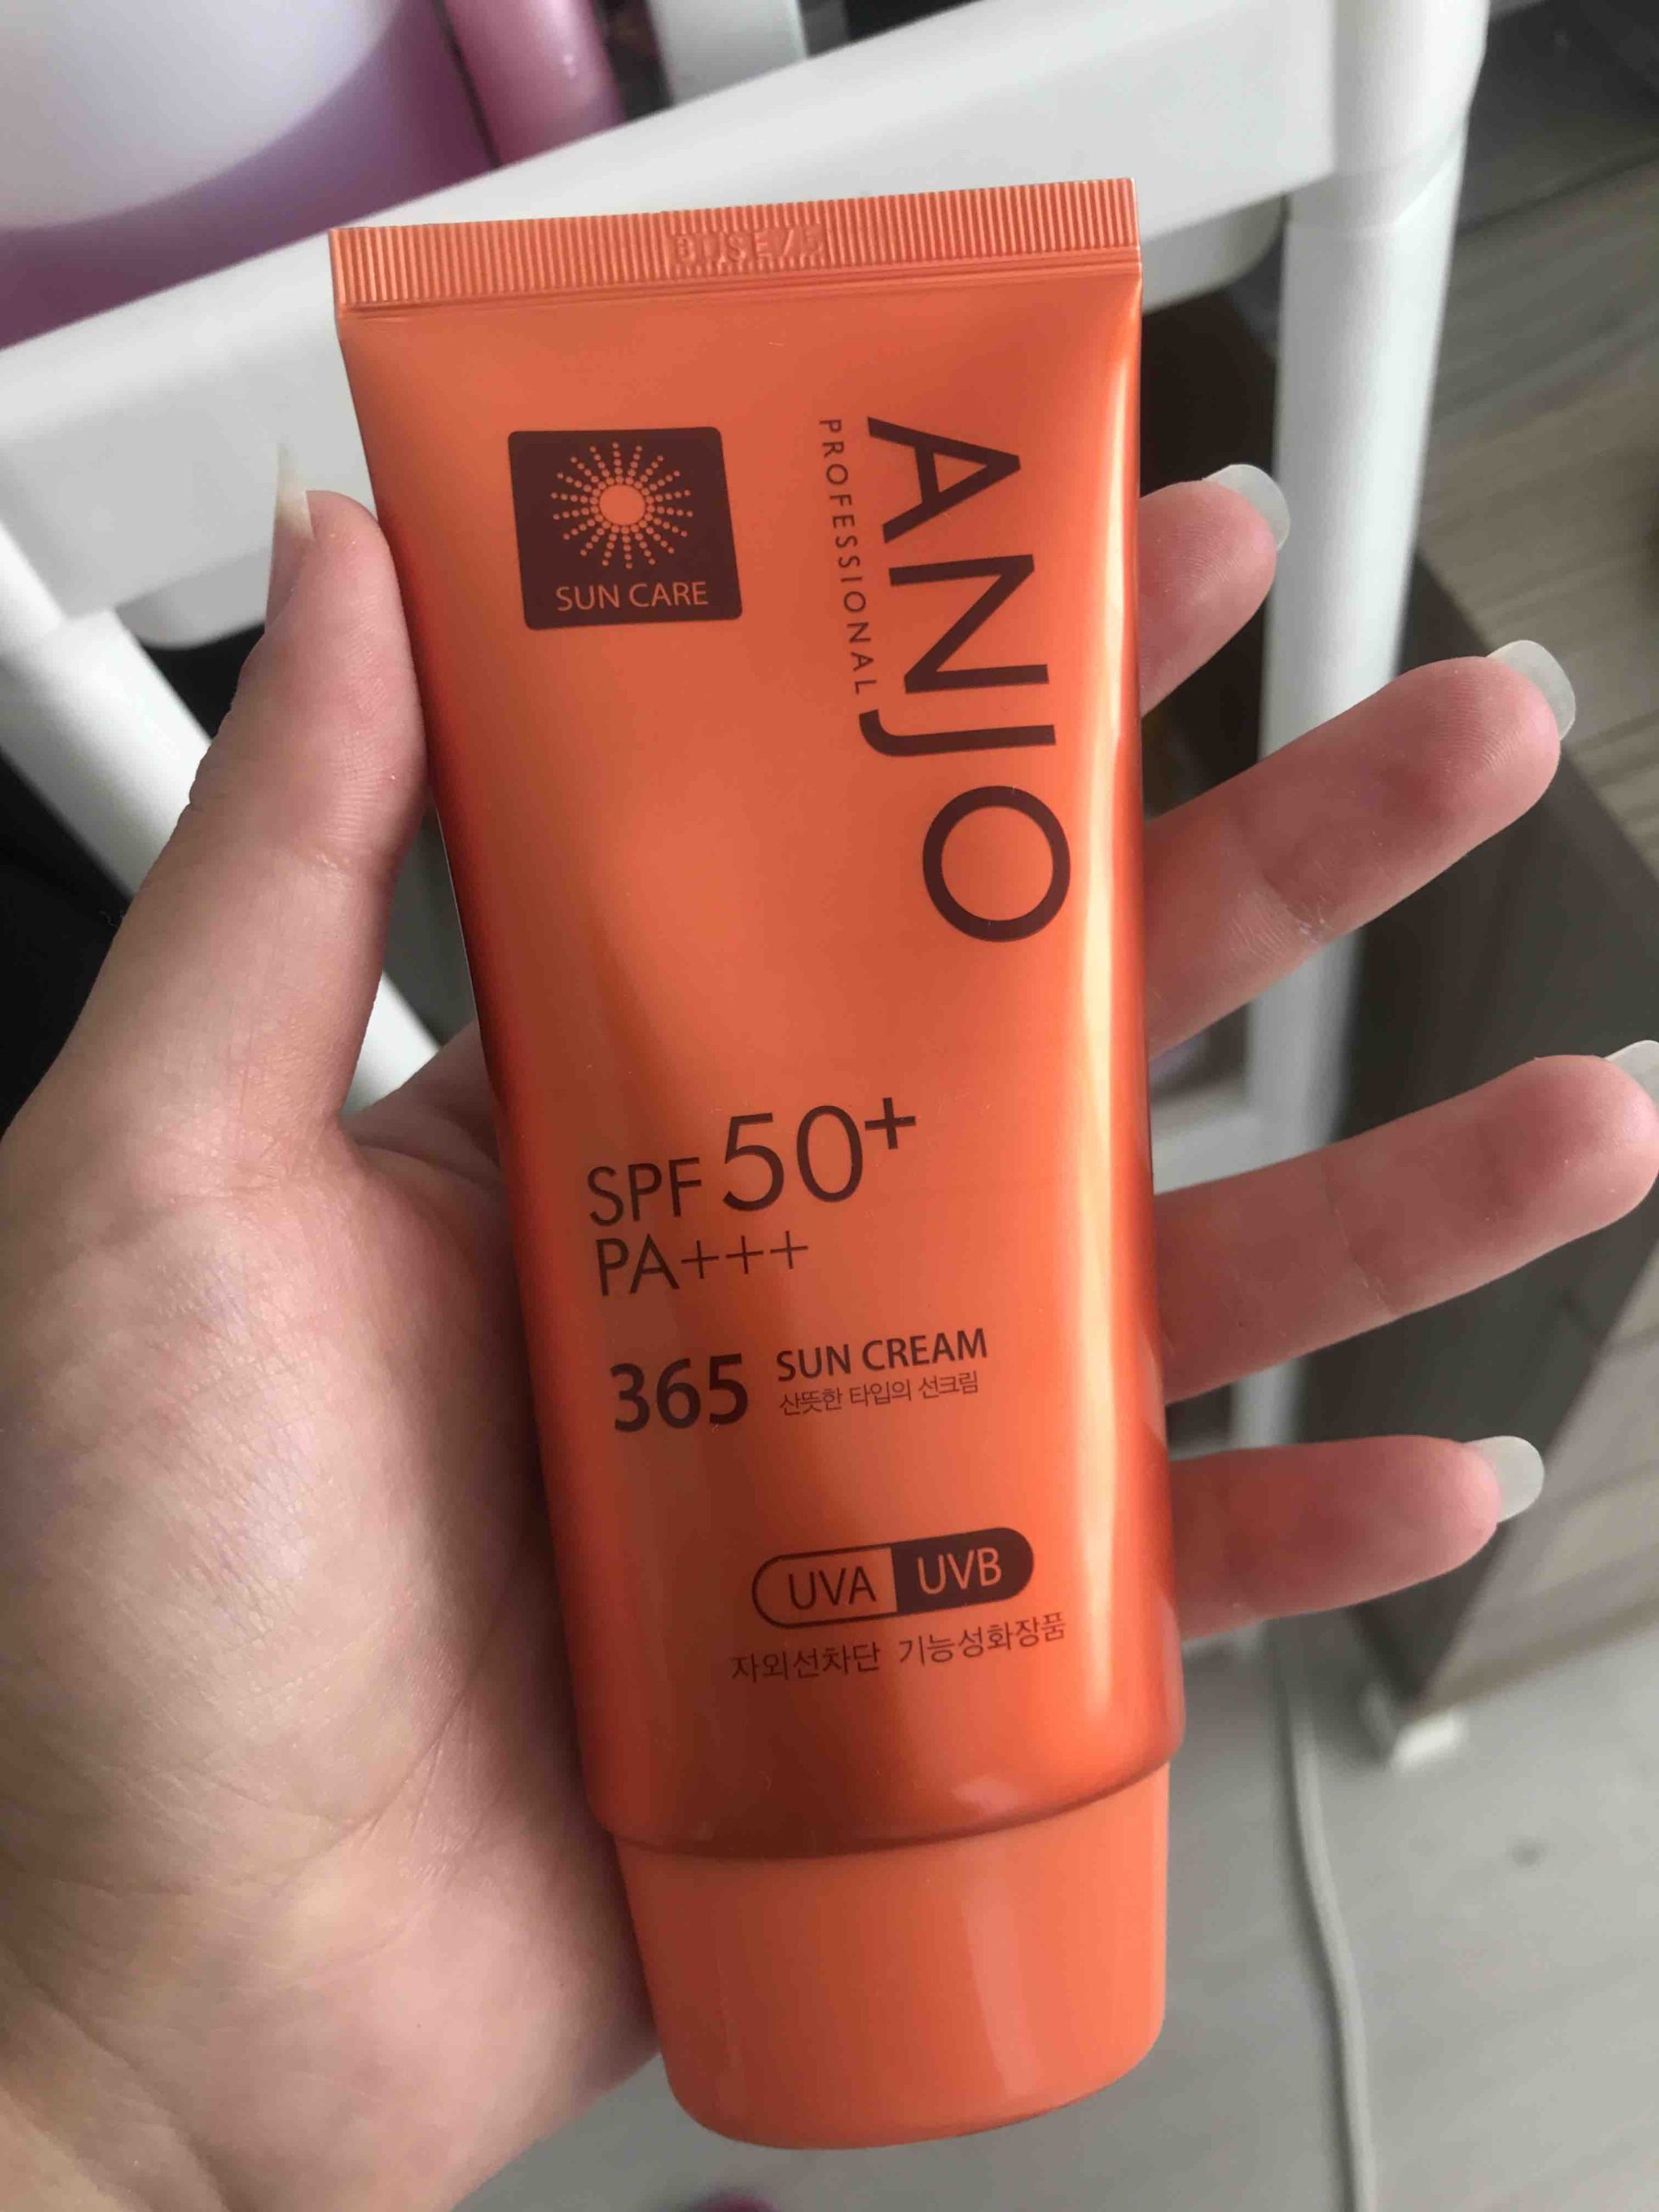 SUN CARE
ANJO
PROFESSIONAL
SPF 50+
PA+++
365 SUN CREAM
산뜻한 타입의 선크림
UVA UVB
자외선차단 기능성화장품